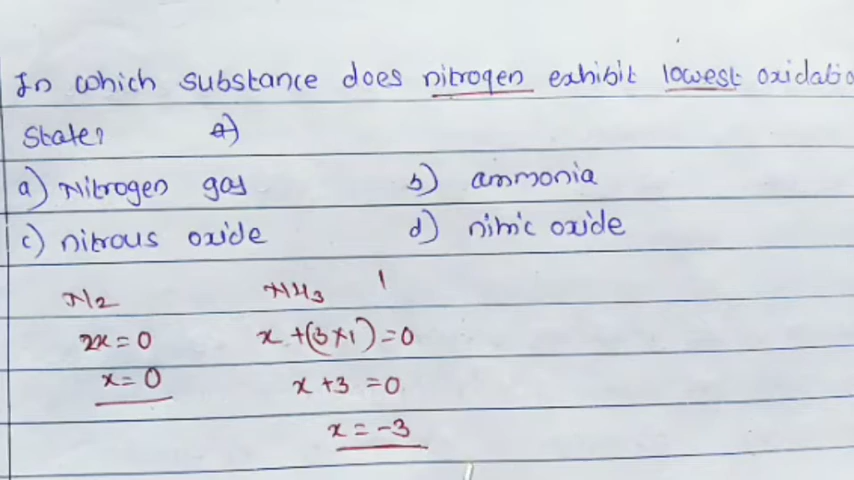 In which substance does nitrogen exhibit lowest oxidatio
State?  a)
a) Nitrogen gas  b) ammonia
c) nitrous oxide  d) nitric oxide
N2  NH3  1
2x=0  x+(3×1)=0
x=0  x+3=0
x=-3